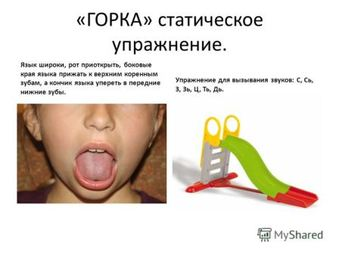 «ГОРКА» статическое
упражнение.
Язык широки, рот приоткрыть, боковые
края языка прижать к верхним коренным
зубам, а кончик языка упереть в передние
нижние зубы.
Упражнение для вызывания звуков: С, Сь,
З, Зь, Ц, Ть, Дь.
MyShared